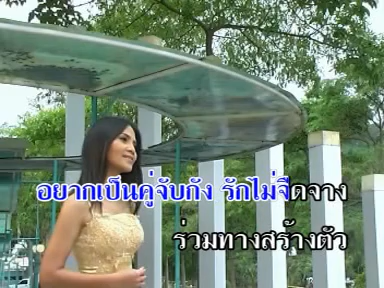 อยากเป็นคู่จับกัง รักไม่จืดจาง
ร่วมทางสร้างตัว